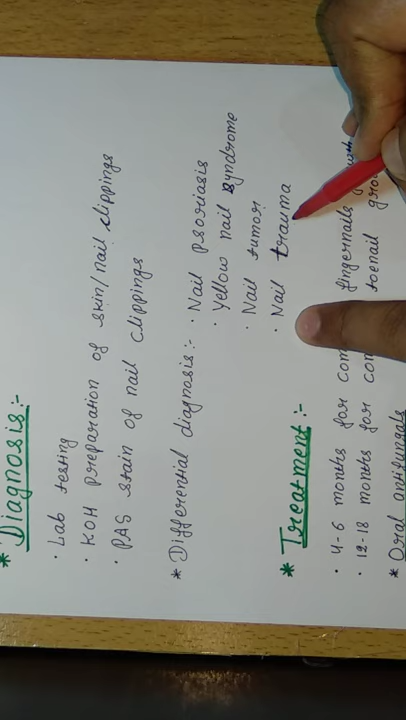 * Diagnosis:-
· Lab testing
· KOH preparation of skin/nail clippings
· PAS stain of nail clippings
* Differential diagnosis:- · Nail psoriasis
· Yellow nail syndrome
· Nail tumor
· Nail trauma
* Treatment:-
· 4-6 months for fingernails
· 12-18 months for toenail
* Oral antifungals